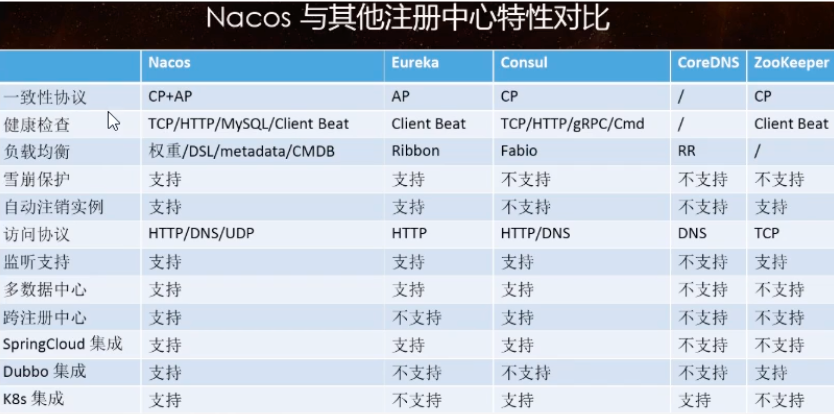 Nacos 与其他注册中心特性对比
Nacos Eureka Consul CoreDNS ZooKeeper
一致性协议 CP+AP AP CP / CP
健康检查 TCP/HTTP/MySQL/Client Beat Client Beat TCP/HTTP/gRPC/Cmd / Client Beat
负载均衡 权重/DSL/metadata/CMDB Ribbon Fabio RR /
雪崩保护 支持 支持 不支持 不支持 不支持
自动注销实例 支持 支持 不支持 不支持 支持
访问协议 HTTP/DNS/UDP HTTP HTTP/DNS DNS TCP
监听支持 支持 支持 支持 不支持 支持
多数据中心 支持 支持 支持 不支持 不支持
跨注册中心 支持 不支持 支持 不支持 不支持
SpringCloud 集成 支持 支持 支持 不支持 不支持
Dubbo 集成 支持 不支持 不支持 不支持 支持
K8s 集成 支持 不支持 支持 支持 不支持